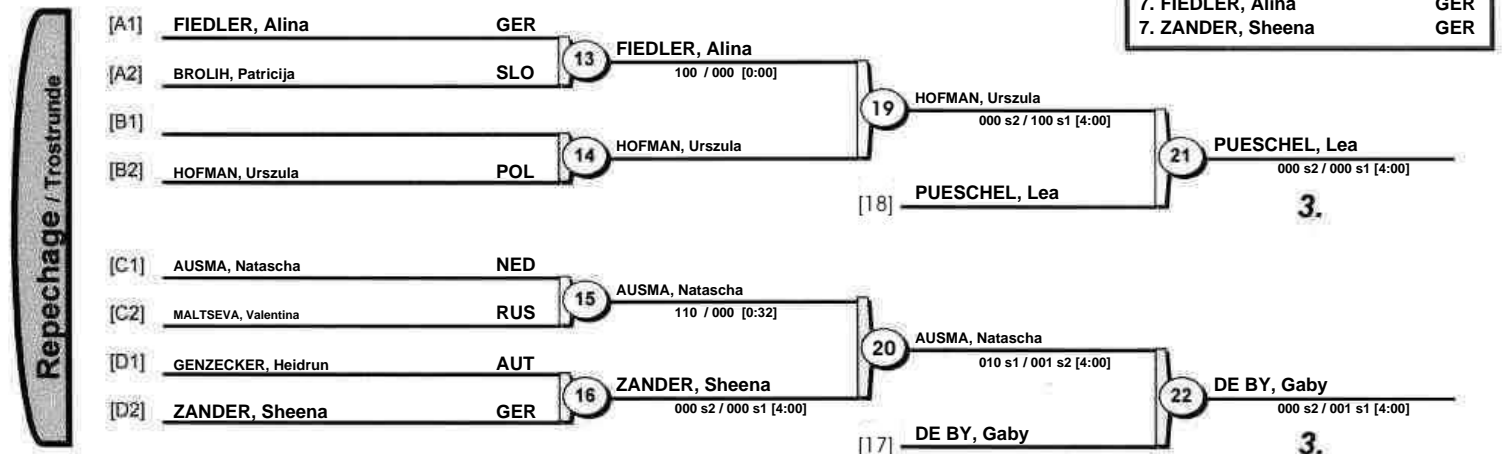 7. FIEDLER, Alina GER
7. ZANDER, Sheena GER
Repechage / Trostrunde
[A1] FIEDLER, Alina GER
[A2] BROLIH, Patricija SLO
13 FIEDLER, Alina
100 / 000 [0:00]
[B1]
[B2] HOFMAN, Urszula POL
14 HOFMAN, Urszula
19 HOFMAN, Urszula
000 s2 / 100 s1 [4:00]
[18] PUESCHEL, Lea
21 PUESCHEL, Lea
000 s2 / 000 s1 [4:00]
3.
[C1] AUSMA, Natascha NED
[C2] MALTSEVA, Valentina RUS
15 AUSMA, Natascha
110 / 000 [0:32]
[D1] GENZECKER, Heidrun AUT
[D2] ZANDER, Sheena GER
16 ZANDER, Sheena
000 s2 / 000 s1 [4:00]
20 AUSMA, Natascha
010 s1 / 001 s2 [4:00]
[17] DE BY, Gaby
22 DE BY, Gaby
000 s2 / 001 s1 [4:00]
3.